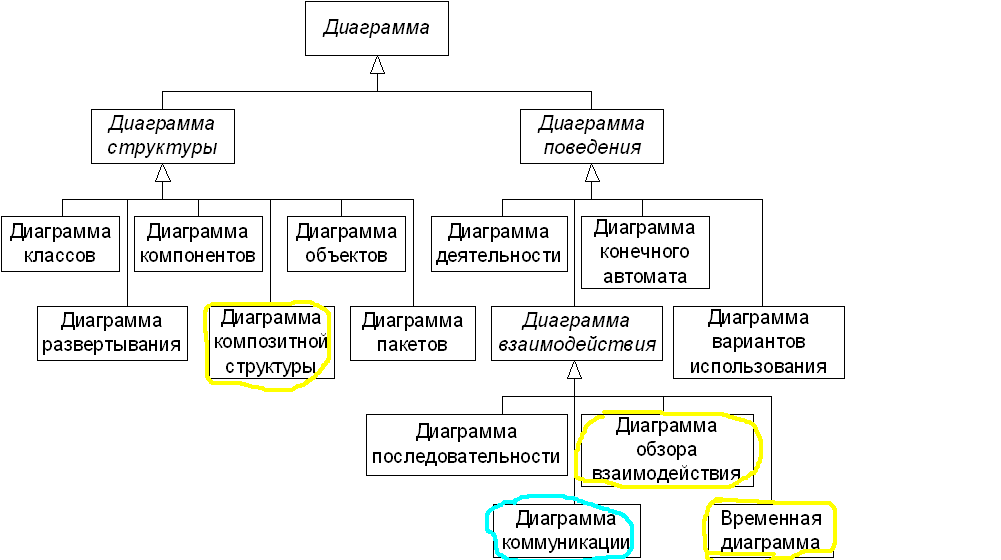 Диаграмма
Диаграмма
структуры
Диаграмма
поведения
Диаграмма
классов
Диаграмма
компонентов
Диаграмма
объектов
Диаграмма
деятельности
Диаграмма
конечного
автомата
Диаграмма
развертывания
Диаграмма
композитной
структуры
Диаграмма
пакетов
Диаграмма
взаимодействия
Диаграмма
вариантов
использования
Диаграмма
последовательности
Диаграмма
обзора
взаимодействия
Диаграмма
коммуникации
Временная
диаграмма